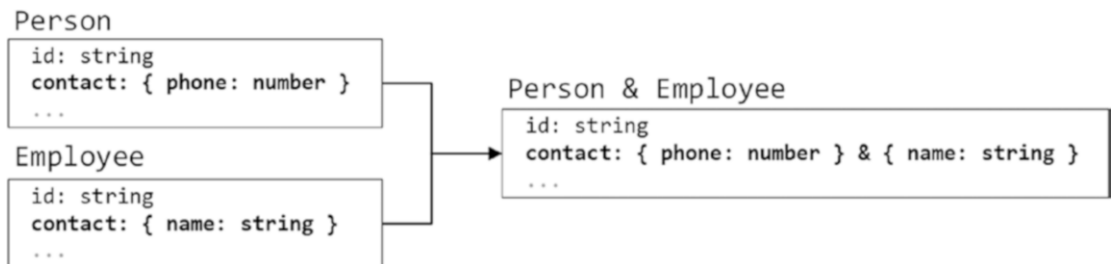 Person
id: string
contact: { phone: number }
...
Employee
id: string
contact: { name: string }
...
Person & Employee
id: string
contact: { phone: number } & { name: string }
...